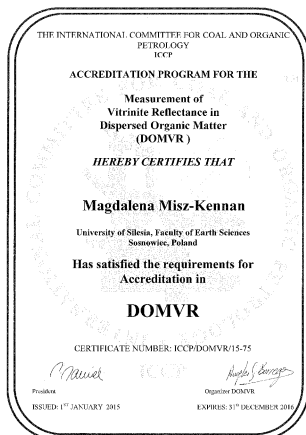 THE INTERNATIONAL COMMITTEE FOR COAL AND ORGANIC
PETROLOGY
ICCP
ACCREDITATION PROGRAM FOR THE
Measurement of
Vitrinite Reflectance in
Dispersed Organic Matter
(DOMVR )
HEREBY CERTIFIES THAT
Magdalena Misz-Kennan
University of Silesia, Faculty of Earth Sciences
Sosnowiec, Poland
Has satisfied the requirements for
Accreditation in
DOMVR
CERTIFICATE NUMBER: ICCP/DOMVR/15-75
ICCP
President
Organizer DOMVR
ISSUED: 1ST JANUARY 2015
EXPIRES: 31st DECEMBER 2016